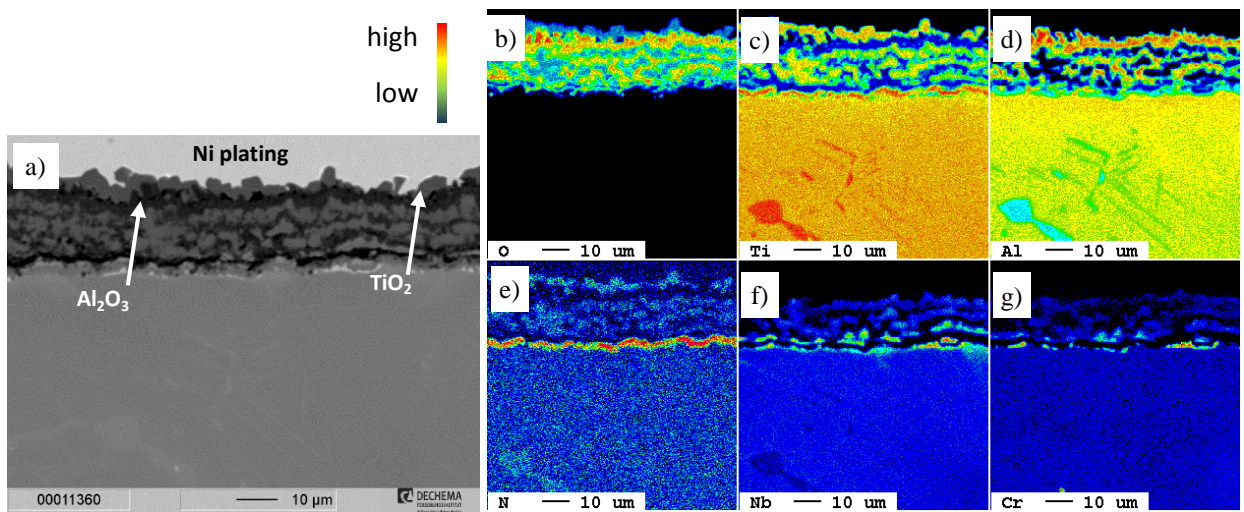 high
low
a)
Ni plating
Al2O3
TiO2
00011360
10 µm
DECHEMA
FORSCHUNGSINSTITUT
b)
O
10 um
c)
Ti
10 um
d)
Al
10 um
e)
N
10 um
f)
Nb
10 um
g)
Cr
10 um